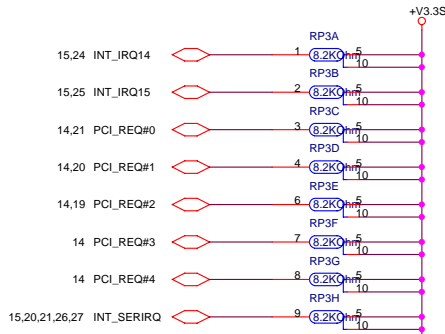 +V3.3S
RP3A
15,24 INT_IRQ14 1 8.2KOhm 5
10
RP3B
15,25 INT_IRQ15 2 8.2KOhm 5
10
RP3C
14,21 PCI_REQ#0 3 8.2KOhm 5
10
RP3D
14,20 PCI_REQ#1 4 8.2KOhm 5
10
RP3E
14,19 PCI_REQ#2 6 8.2KOhm 5
10
RP3F
14 PCI_REQ#3 7 8.2KOhm 5
10
RP3G
14 PCI_REQ#4 8 8.2KOhm 5
10
RP3H
15,20,21,26,27 INT_SERIRQ 9 8.2KOhm 5
10